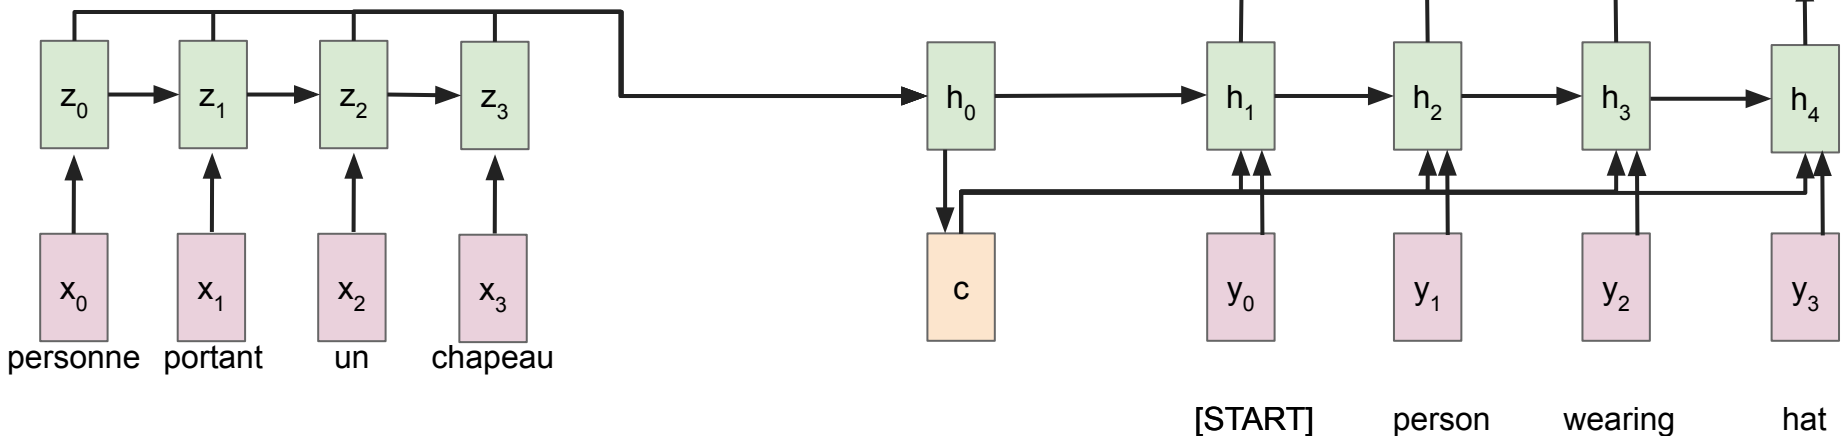 z0 z1 z2 z3 h0 h1 h2 h3 h4
x0 x1 x2 x3 c y0 y1 y2 y3
personne portant un chapeau
[START] person wearing hat